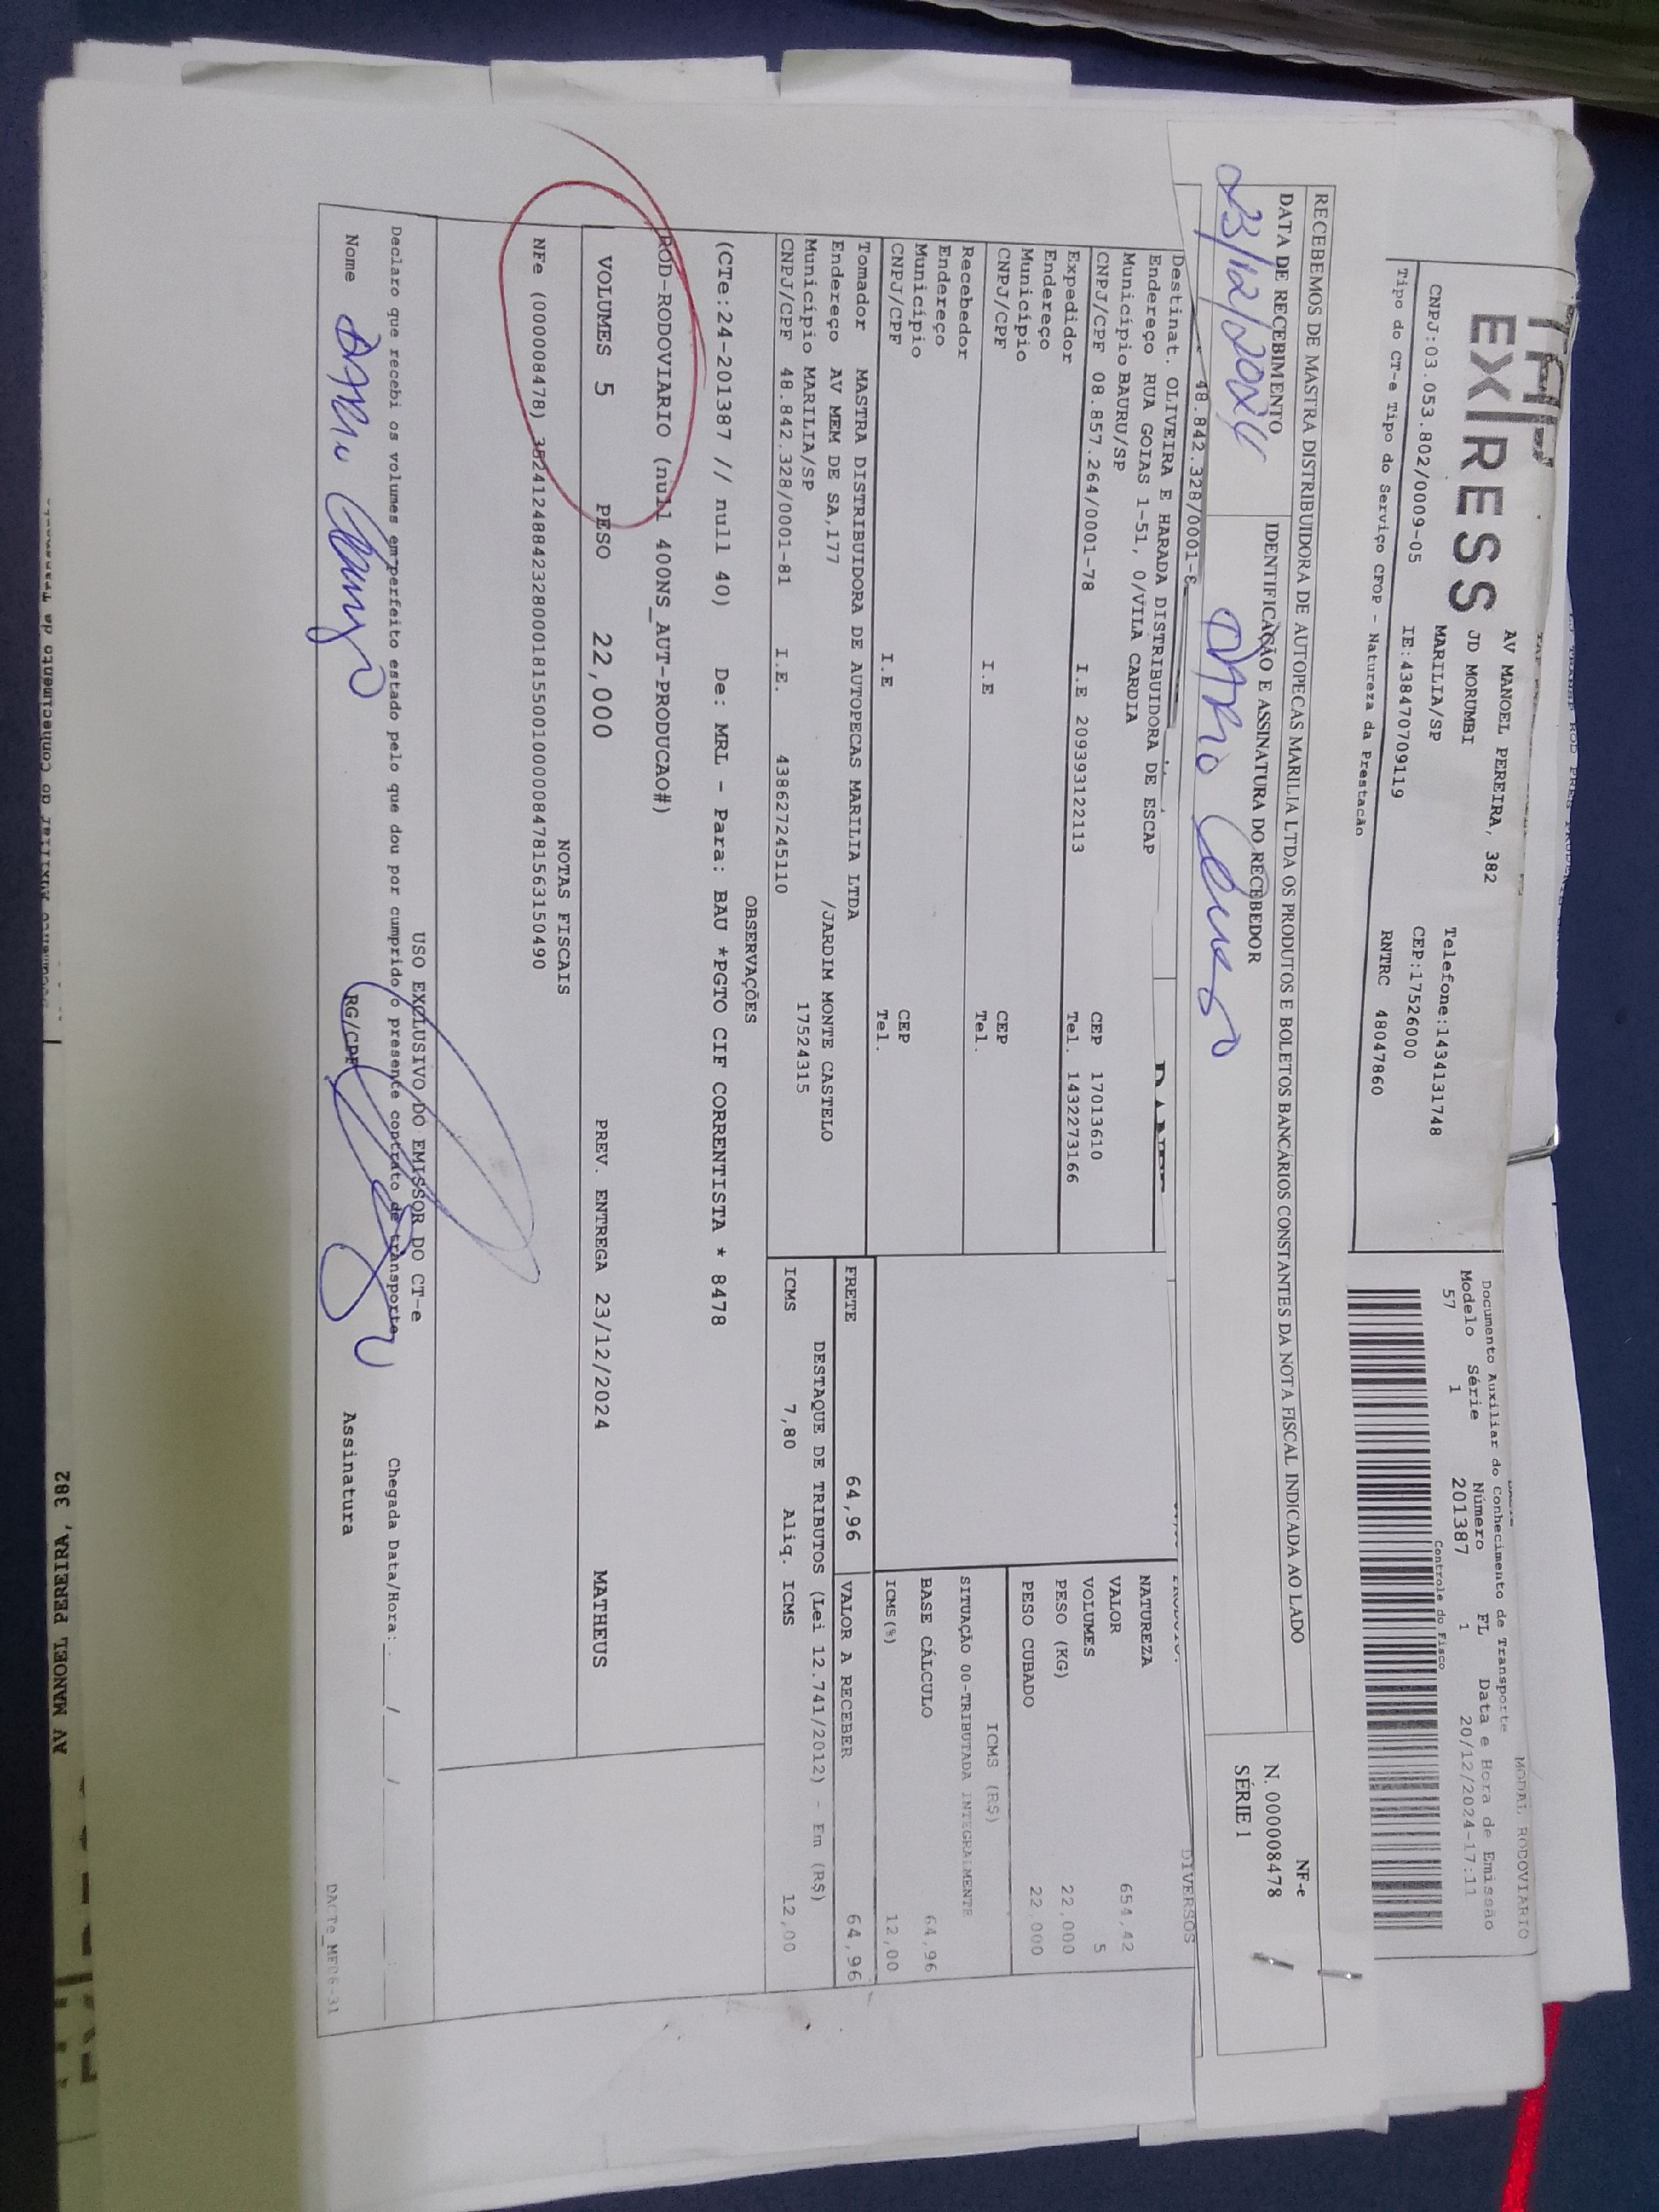 TAP
EX/RESS
AV MANOEL PEREIRA, 382
JD MORUMBI
MARILIA/SP
Telefone:1434131748
CEP:17526000
CNPJ:03.053.802/0009-05
IE:438470709119
RNTRC 48047860
Tipo do CT-e Tipo do Serviço CFOP - Natureza da Prestação
MODAL RODOVIARIO
Documento Auxiliar do Conhecimento de Transporte
Modelo Série Número FL Data e Hora de Emissão
57 1 201387 1 20/12/2024-17:11
Controle do Fisco
RECEBEMOS DE MASTRA DISTRIBUIDORA DE AUTOPECAS MARILIA LTDA OS PRODUTOS E BOLETOS BANCÁRIOS CONSTANTES DA NOTA FISCAL INDICADA AO LADO
DATA DE RECEBIMENTO
IDENTIFICAÇÃO E ASSINATURA DO RECEBEDOR
23/12/2024
NF-e
N. 000008478
SÉRIE 1
48.842.328/0001-8
Destinat. OLIVEIRA E HARADA DISTRIBUIDORA DE ESCAP
Endereço RUA GOIAS 1-51, 0/VILA CARDIA
Município BAURU/SP
CEP 17013610
CNPJ/CPF 08.857.264/0001-78 I.E 209393122113 Tel. 1432273166
Expedidor
Endereço
Município
CEP
CNPJ/CPF I.E Tel.
Recebedor
Endereço
Município
CEP
CNPJ/CPF I.E Tel.
Tomador MASTRA DISTRIBUIDORA DE AUTOPECAS MARILIA LTDA
Endereço AV MEM DE SA,177 /JARDIM MONTE CASTELO
Município MARILIA/SP 17524315
CNPJ/CPF 48.842.328/0001-81 I.E. 438627245110
DIVERSOS
NATUREZA
VALOR 654,42
VOLUMES 5
PESO (KG) 22,000
PESO CUBADO 22,000
ICMS (R$)
SITUAÇÃO 00-TRIBUTADA INTEGRALMENTE
BASE CÁLCULO 64,96
ICMS(%) 12,00
FRETE 64,96 VALOR A RECEBER 64,96
DESTAQUE DE TRIBUTOS (Lei 12.741/2012) - Em (R$)
ICMS 7,80 Aliq. ICMS 12,00
OBSERVAÇÕES
(CTe:24-201387 // null 40) De: MRL - Para: BAU *PGTO CIF CORRENTISTA * 8478
ROD-RODOVIARIO (null 400NS_AUT-PRODUCAO#)
VOLUMES 5 PESO 22,000 PREV. ENTREGA 23/12/2024 MATHEUS
NOTAS FISCAIS
NFe (000008478) 35241248842328000181550010000084781563150490
USO EXCLUSIVO DO EMISSOR DO CT-e
Declaro que recebi os volumes em perfeito estado pelo que dou por cumprido o presente contrato de transporte, Chegada Data/Hora: / / :
Nome
RG/CPF
Assinatura
DACTe_MED6-31
AV MANOEL PEREIRA, 382